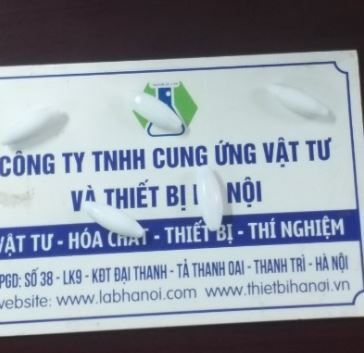 CÔNG TY TNHH CUNG ỨNG VẬT TƯ
VÀ THIẾT BỊ NỘI
VẬT TƯ - HÓA CHẤT - THIẾT BỊ - THÍ NGHIỆM
PGD: SỐ 38 - LK9 - KĐT ĐẠI THANH - TẢ THANH OAI - THANH TRÌ - HÀ NỘI
website: www.labhanoi.com www.thietbihanoi.vn